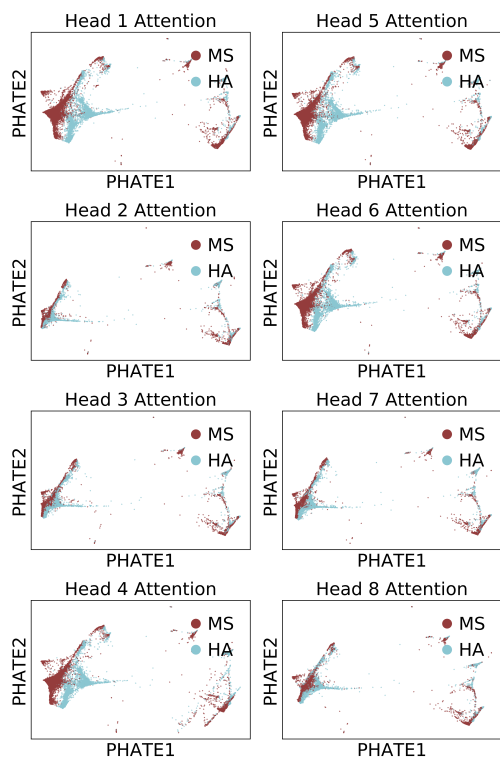 Head 1 Attention
PHATE2
MS
HA
PHATE1
Head 5 Attention
PHATE2
MS
HA
PHATE1
Head 2 Attention
PHATE2
MS
HA
PHATE1
Head 6 Attention
PHATE2
MS
HA
PHATE1
Head 3 Attention
PHATE2
MS
HA
PHATE1
Head 7 Attention
PHATE2
MS
HA
PHATE1
Head 4 Attention
PHATE2
MS
HA
PHATE1
Head 8 Attention
PHATE2
MS
HA
PHATE1